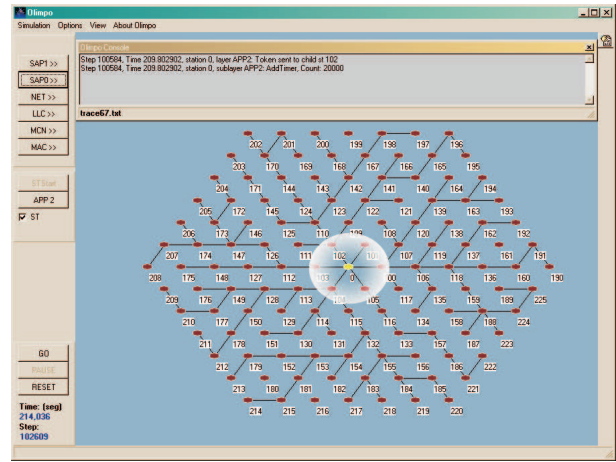 Olimpo
Simulation Options View About Olimpo
Olimpo Console
Step 100584, Time 209.802902, station 0, layer APP2: Token sent to child st 102
Step 100584, Time 209.802902, station 0, sublayer APP2: AddTimer, Count: 20000
trace67.txt
SAP1 >>
SAP0 >>
NET >>
LLC >>
MCN >>
MAC >>
ST Start
APP 2
ST
GO
PAUSE
RESET
Time: (seg)
214,036
Step:
102609
202 201 200 199 198 197 196
203 170 169 168 167 166 165 195
204 171 144 143 142 141 140 164 194
205 172 145 124 123 122 121 139 163 193
206 173 146 125 110 109 108 120 138 162 192
207 174 147 126 111 102 107 119 137 161 191
208 175 148 127 112 103 0 106 118 136 160 190
209 176 149 128 113 104 105 117 135 159 189 225
210 177 150 129 114 115 116 134 158 188 224
211 178 151 130 131 132 133 157 187 223
212 179 152 153 154 155 156 186 222
213 180 181 182 183 184 185 221
214 215 216 217 218 219 220